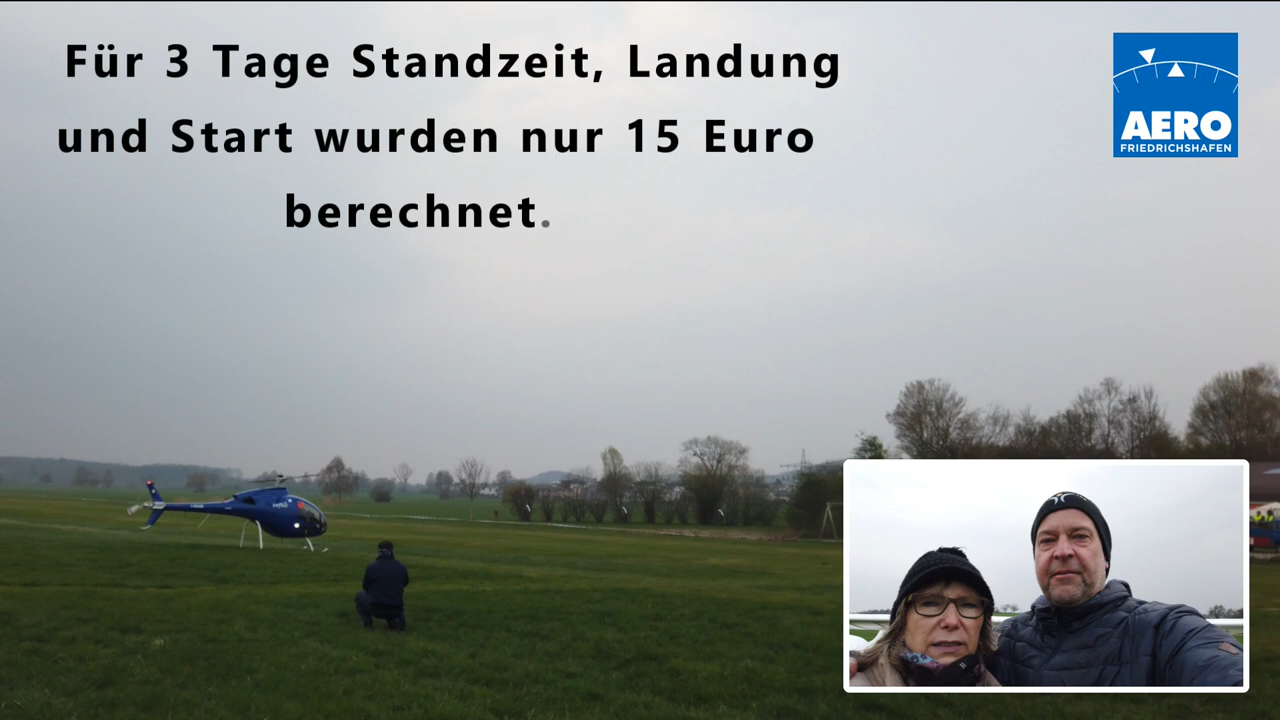 Für 3 Tage Standzeit, Landung
und Start wurden nur 15 Euro
berechnet.
AERO
FRIEDRICHSHAFEN